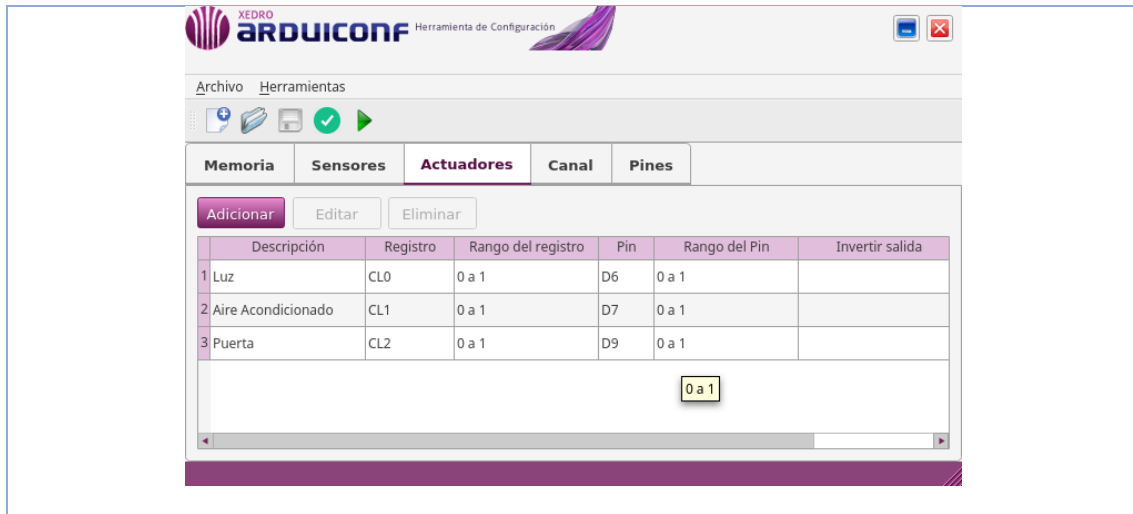 XEDRO
ARDUICONF Herramienta de Configuración
Archivo Herramientas
Memoria Sensores Actuadores Canal Pines
Adicionar Editar Eliminar
Descripción Registro Rango del registro Pin Rango del Pin Invertir salida
1 Luz CL0 0 a 1 D6 0 a 1
2 Aire Acondicionado CL1 0 a 1 D7 0 a 1
3 Puerta CL2 0 a 1 D9 0 a 1
0 a 1